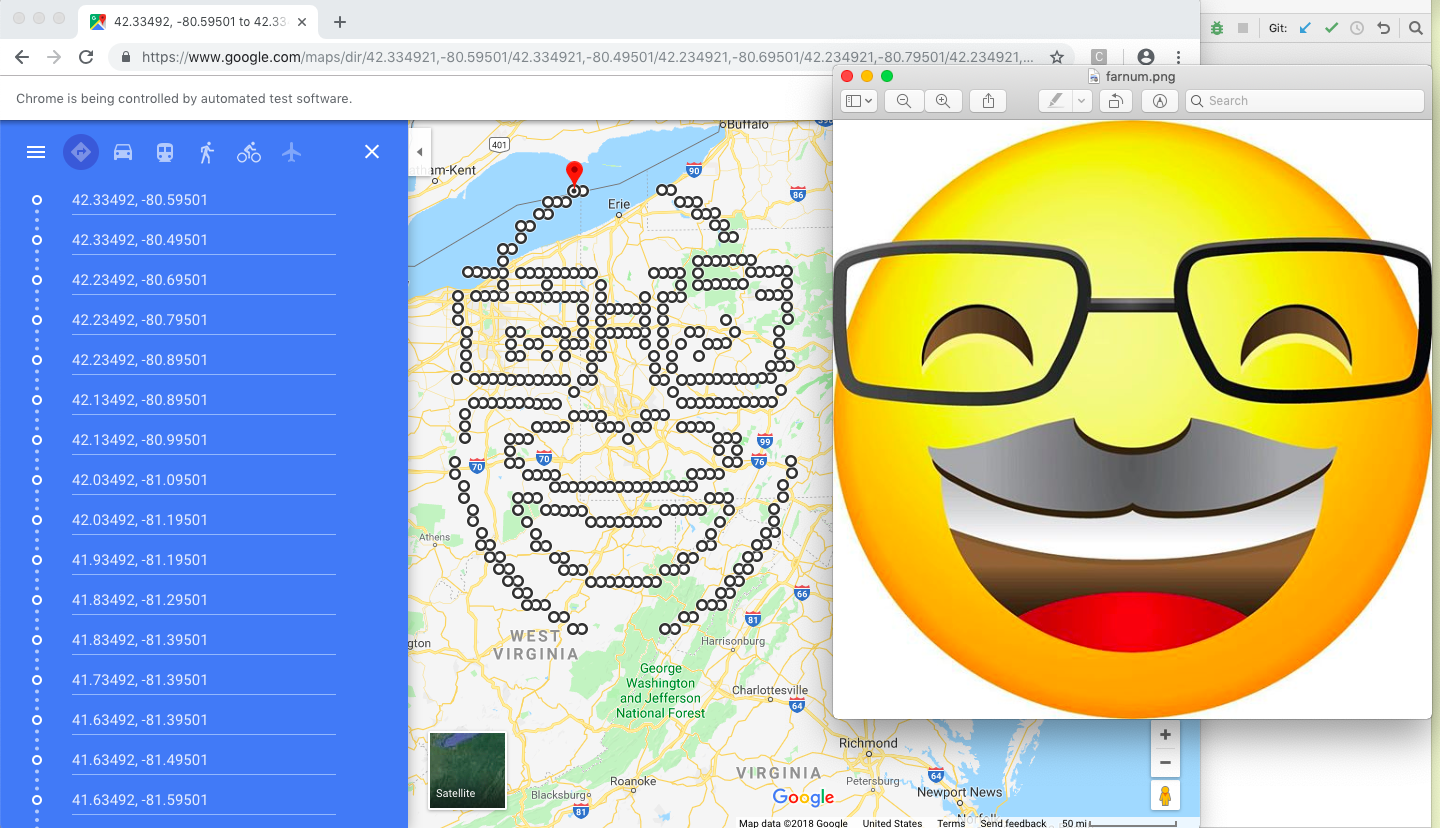 42.33492, -80.59501 to 42.33
https://www.google.com/maps/dir/42.334921,-80.59501/42.334921,-80.49501/42.234921,-80.69501/42.234921,-80.79501/42.234921,...
C
Git:
Chrome is being controlled by automated test software.
farnum.png
Search
42.33492, -80.59501
42.33492, -80.49501
42.23492, -80.69501
42.23492, -80.79501
42.23492, -80.89501
42.13492, -80.89501
42.13492, -80.99501
42.03492, -81.09501
42.03492, -81.19501
41.93492, -81.19501
41.83492, -81.29501
41.83492, -81.39501
41.73492, -81.39501
41.63492, -81.39501
41.63492, -81.49501
41.63492, -81.59501
Buffalo
401
am-Kent
90
86
Erie
99
76
70
70
Athens
66
81
WEST
VIRGINIA
Harrisonburg
gton
George
Washington
and Jefferson
National Forest
Charlottesville
64
Richmond
VIRGINIA
Petersburg
64
Roanoke
Newport News
Blacksburg
81
Norfolk
Satellite
Google
Map data ©2018 Google United States Terms Send feedback 50 mi